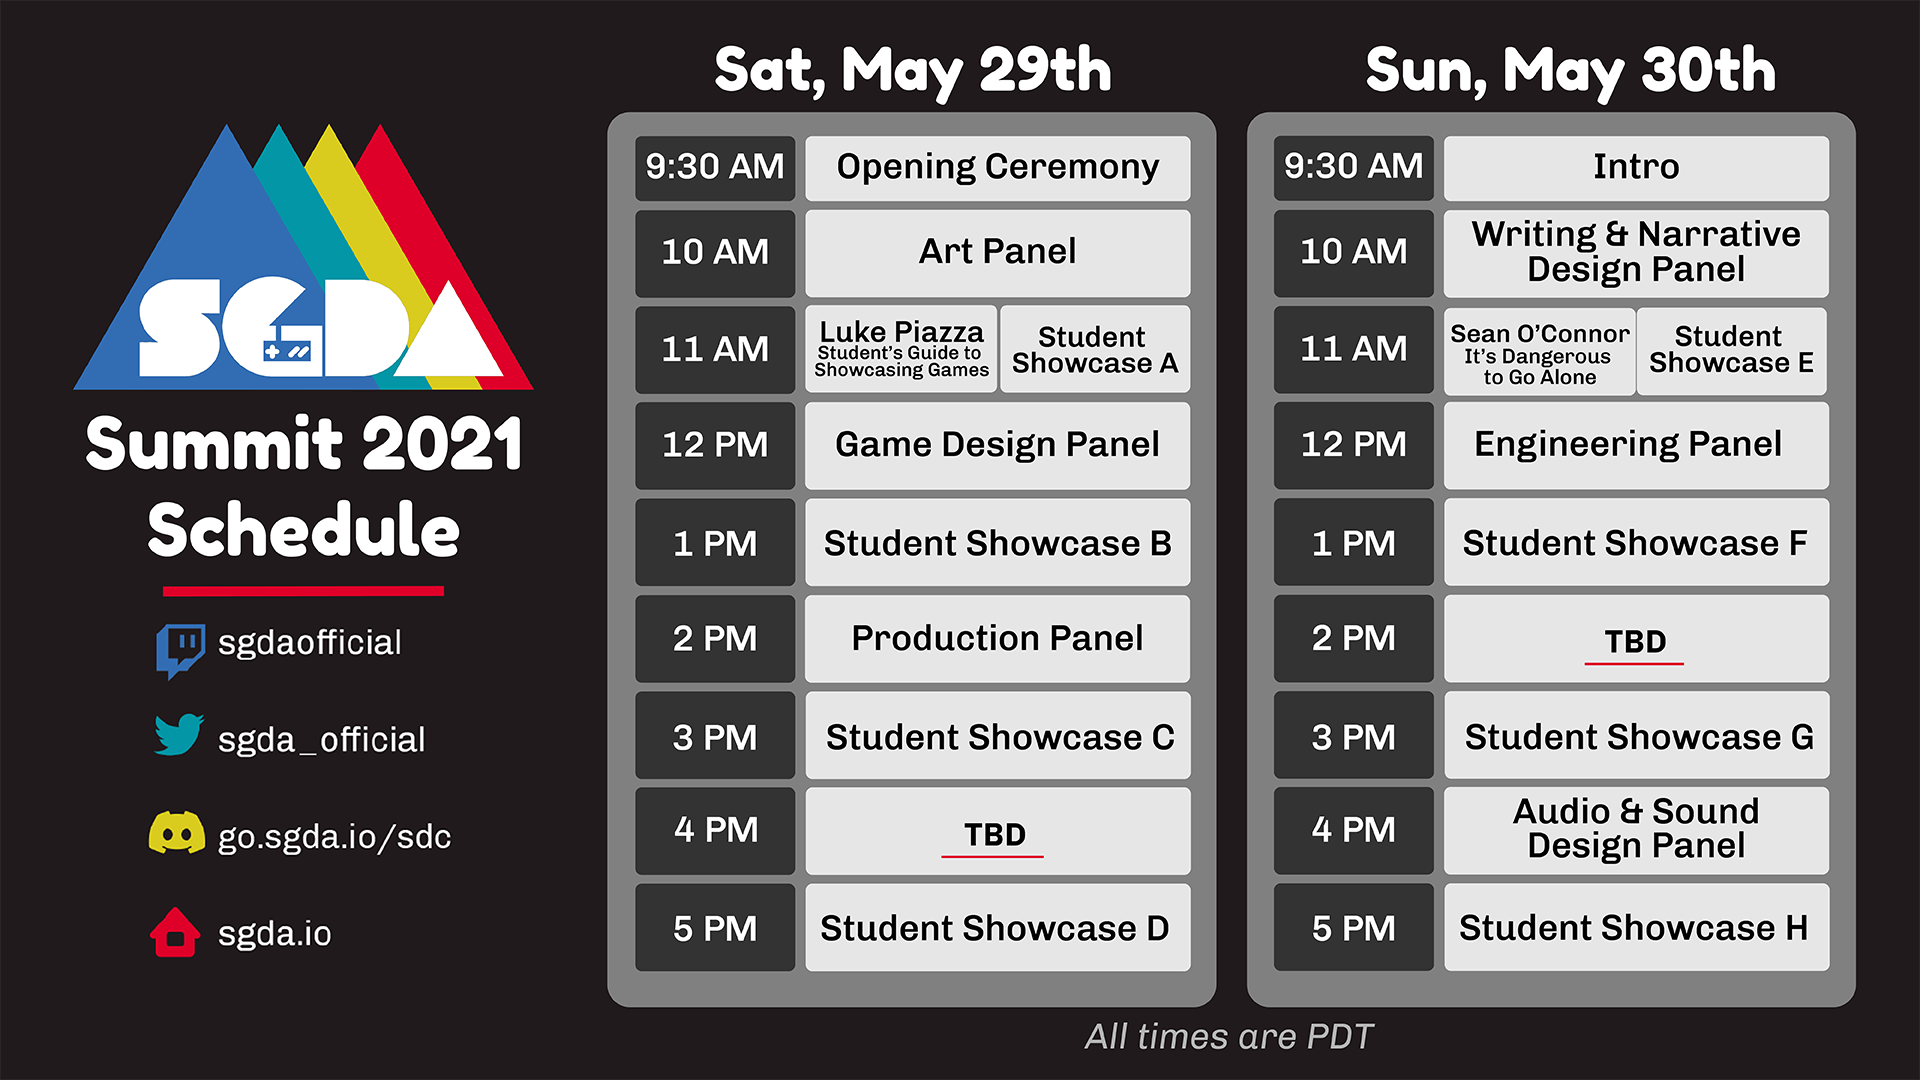 SGDA
Summit 2021
Schedule
sgdaofficial
sgda_official
go.sgda.io/sdc
sgda.io
Sat, May 29th
9:30 AM
Opening Ceremony
10 AM
Art Panel
11 AM
Luke Piazza
Student's Guide to
Showcasing Games
Student
Showcase A
12 PM
Game Design Panel
1 PM
Student Showcase B
2 PM
Production Panel
3 PM
Student Showcase C
4 PM
TBD
5 PM
Student Showcase D
Sun, May 30th
9:30 AM
Intro
10 AM
Writing & Narrative
Design Panel
11 AM
Sean O'Connor
It's Dangerous
to Go Alone
Student
Showcase E
12 PM
Engineering Panel
1 PM
Student Showcase F
2 PM
TBD
3 PM
Student Showcase G
4 PM
Audio & Sound
Design Panel
5 PM
Student Showcase H
All times are PDT